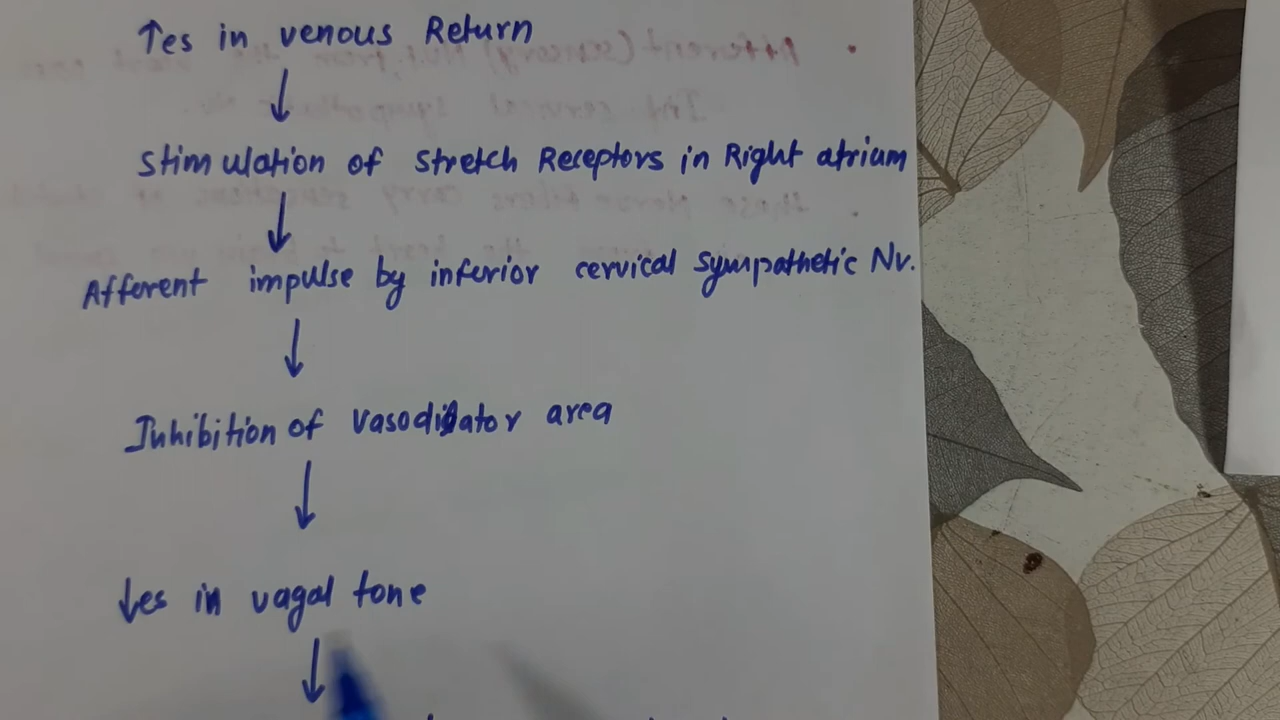 ↑es in venous Return
↓
Stimulation of stretch Receptors in Right atrium
↓
Afferent impulse by inferior cervical sympathetic Nv.
↓
Inhibition of vasodilator area
↓
↓es in vagal tone
↓